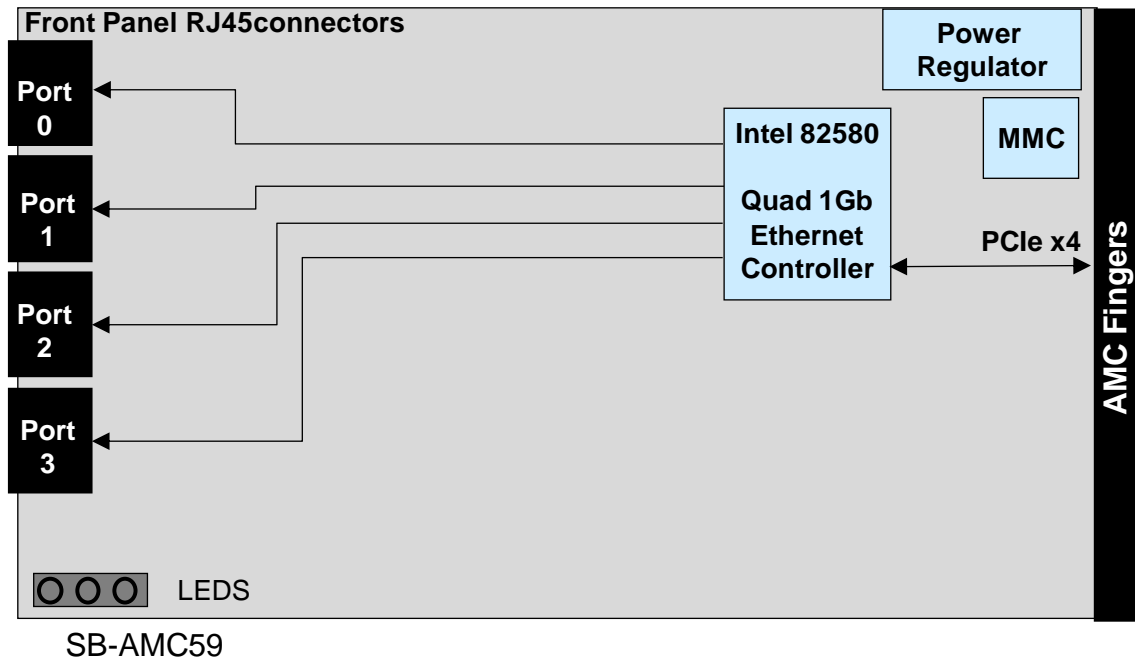 Front Panel RJ45connectors
Power
Regulator
Port
0
Intel 82580
MMC
Port
1
Quad 1Gb
Ethernet
Controller
PCIe x4
AMC Fingers
Port
2
Port
3
LEDS
SB-AMC59